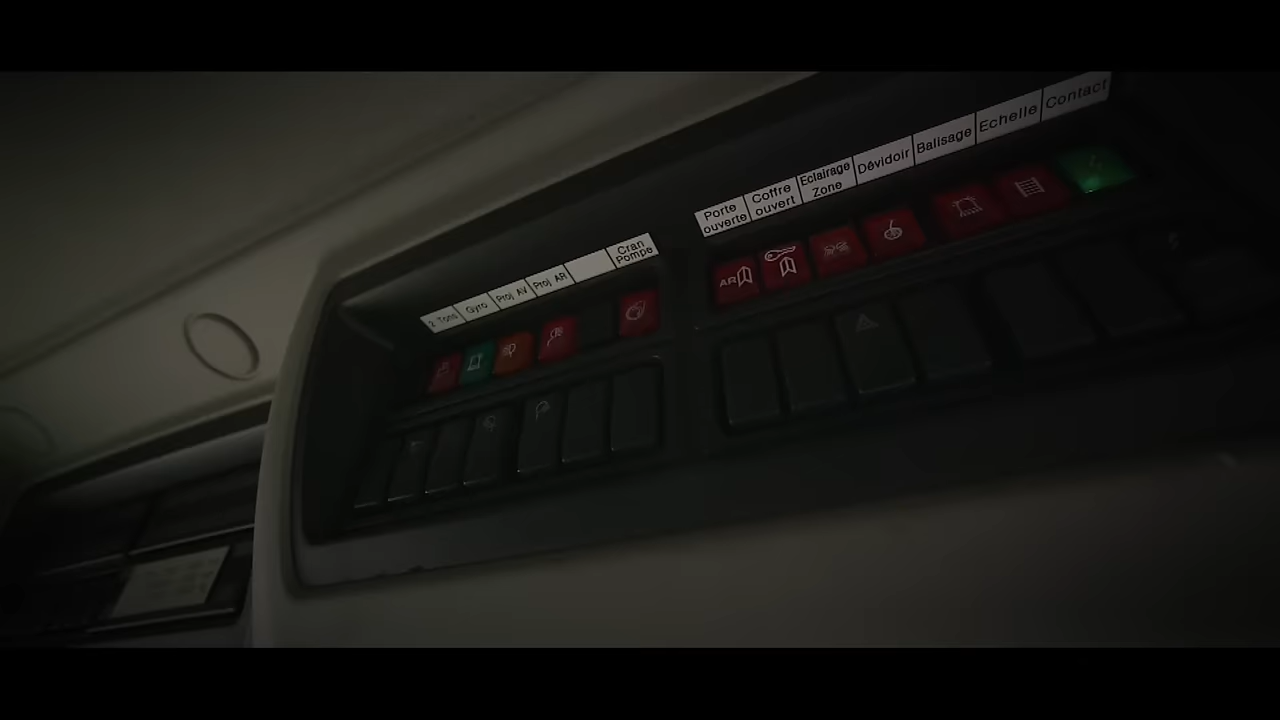 2 Tons
Gyro
Proj AV
Proj AR
Cran
Pompe
Porte
ouverte
Coffre
ouvert
Eclairage
Zone
Dévidoir
Balisage
Echelle
Contact
AR